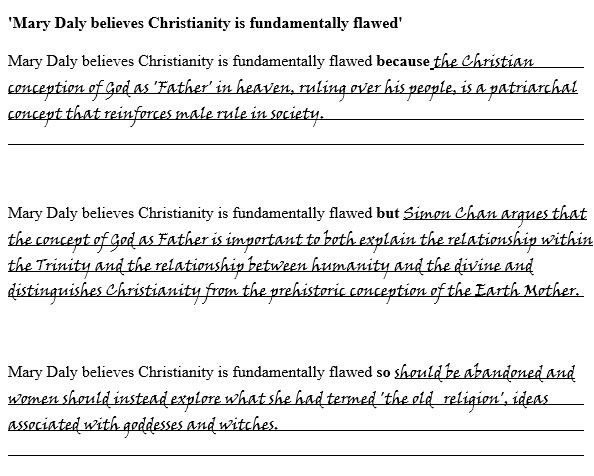 'Mary Daly believes Christianity is fundamentally flawed'
Mary Daly believes Christianity is fundamentally flawed because the Christian
conception of God as 'Father' in heaven, ruling over his people, is a patriarchal
concept that reinforces male rule in society.
Mary Daly believes Christianity is fundamentally flawed but Simon Chan argues that
the concept of God as Father is important to both explain the relationship within
the Trinity and the relationship between humanity and the divine and
distinguishes Christianity from the prehistoric conception of the Earth Mother.
Mary Daly believes Christianity is fundamentally flawed so should be abandoned and
women should instead explore what she had termed 'the old religion', ideas
associated with goddesses and witches.